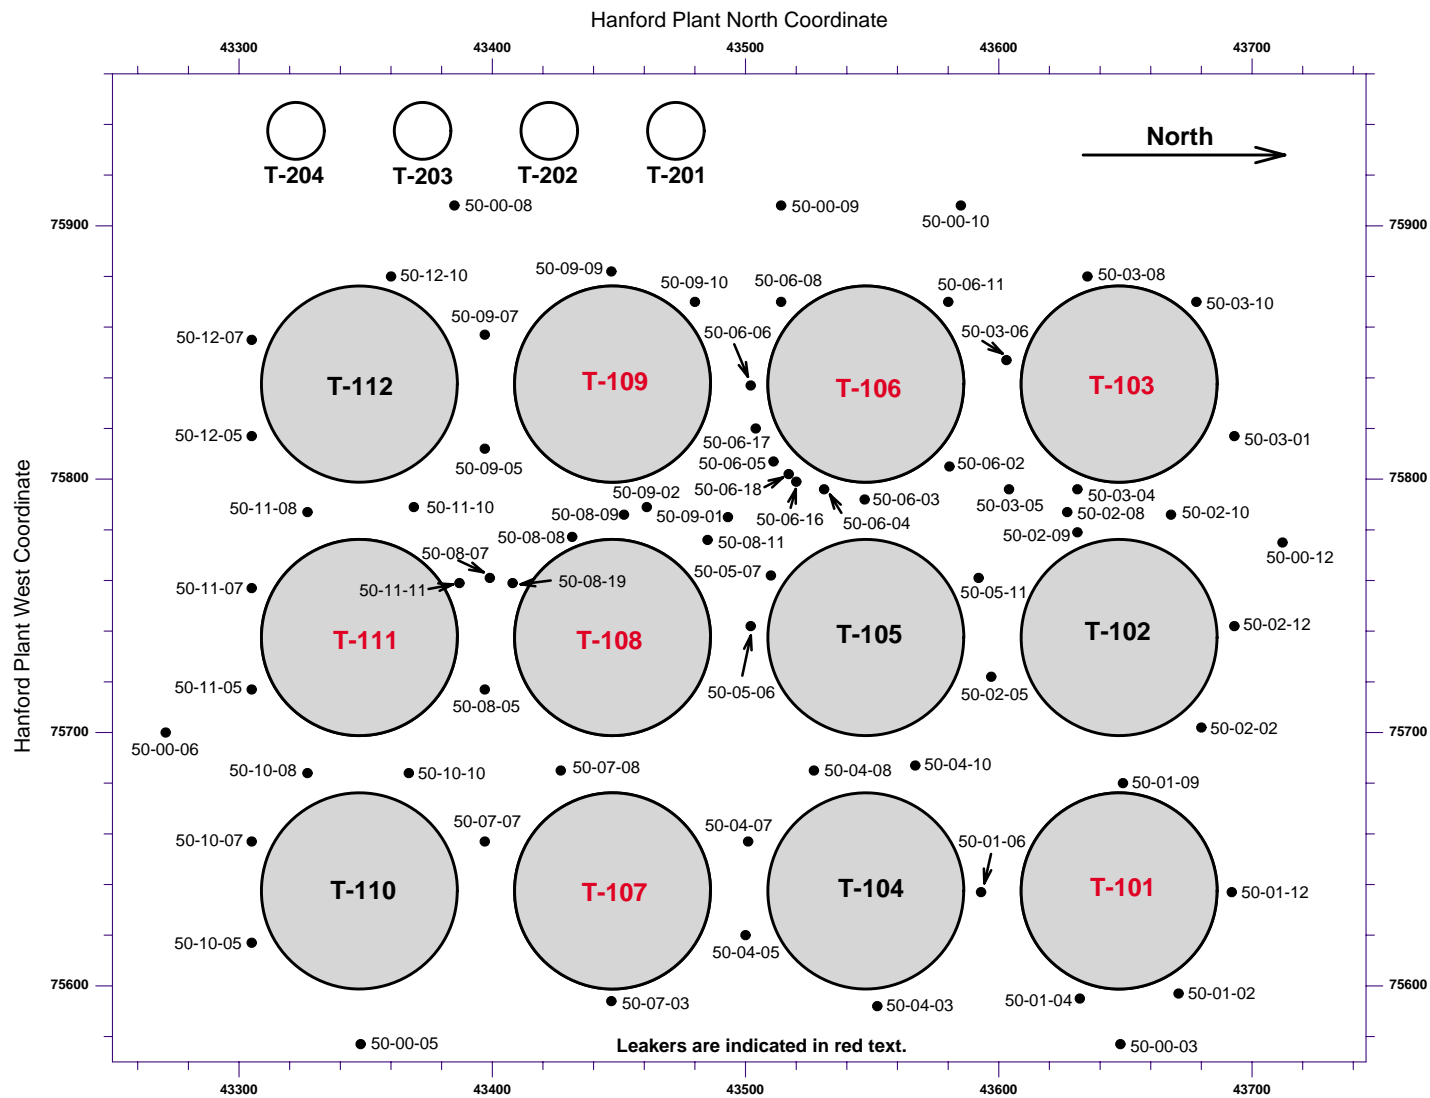 Hanford Plant North Coordinate
43300 43400 43500 43600 43700
North
T-204 T-203 T-202 T-201
50-00-08 50-00-09
50-00-10
75900 75900
50-12-10 50-09-09 50-09-10 50-06-08 50-06-11 50-03-08
50-03-10
50-09-07 50-06-06 50-03-06
50-12-07
T-112 T-109 T-106 T-103
50-12-05 50-09-05 50-06-17 50-03-01
50-06-05 50-06-02
75800 75800
50-06-18 50-09-02 50-03-04
50-11-08 50-11-10 50-08-09 50-09-01 50-06-16 50-06-04 50-06-03 50-03-05 50-02-08 50-02-10
50-08-08 50-08-11 50-02-09
50-08-07 50-05-07 50-00-12
50-11-07 50-11-11 50-08-19 50-05-11
Hanford Plant West Coordinate
T-111 T-108 T-105 T-102
50-02-12
50-11-05 50-08-05 50-05-06 50-02-05
75700 75700
50-00-06 50-02-02
50-10-08 50-10-10 50-07-08 50-04-08 50-04-10 50-01-09
50-07-07 50-04-07 50-01-06
50-10-07
T-110 T-107 T-104 T-101
50-01-12
50-10-05 50-04-05
75600 75600
50-07-03 50-04-03 50-01-04 50-01-02
50-00-05 Leakers are indicated in red text. 50-00-03
43300 43400 43500 43600 43700